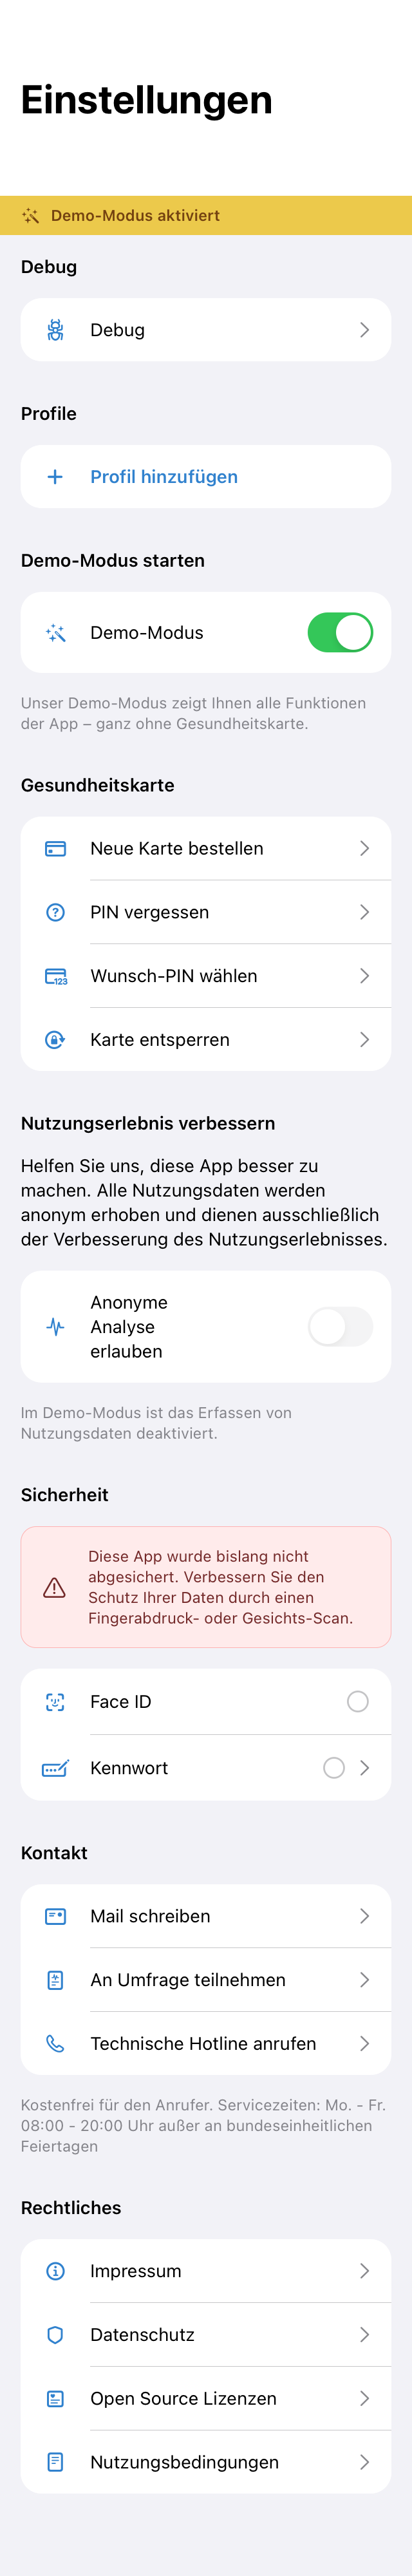 Einstellungen
Demo-Modus aktiviert
Debug
Debug
Profile
Profil hinzufügen
Demo-Modus starten
Demo-Modus
Unser Demo-Modus zeigt Ihnen alle Funktionen
der App – ganz ohne Gesundheitskarte.
Gesundheitskarte
Neue Karte bestellen
PIN vergessen
123
Wunsch-PIN wählen
Karte entsperren
Nutzungserlebnis verbessern
Helfen Sie uns, diese App besser zu
machen. Alle Nutzungsdaten werden
anonym erhoben und dienen ausschließlich
der Verbesserung des Nutzungserlebnisses.
Anonyme
Analyse
erlauben
Im Demo-Modus ist das Erfassen von
Nutzungsdaten deaktiviert.
Sicherheit
Diese App wurde bislang nicht
abgesichert. Verbessern Sie den
Schutz Ihrer Daten durch einen
Fingerabdruck- oder Gesichts-Scan.
Face ID
Kennwort
Kontakt
Mail schreiben
An Umfrage teilnehmen
Technische Hotline anrufen
Kostenfrei für den Anrufer. Servicezeiten: Mo. - Fr.
08:00 - 20:00 Uhr außer an bundeseinheitlichen
Feiertagen
Rechtliches
Impressum
Datenschutz
Open Source Lizenzen
Nutzungsbedingungen